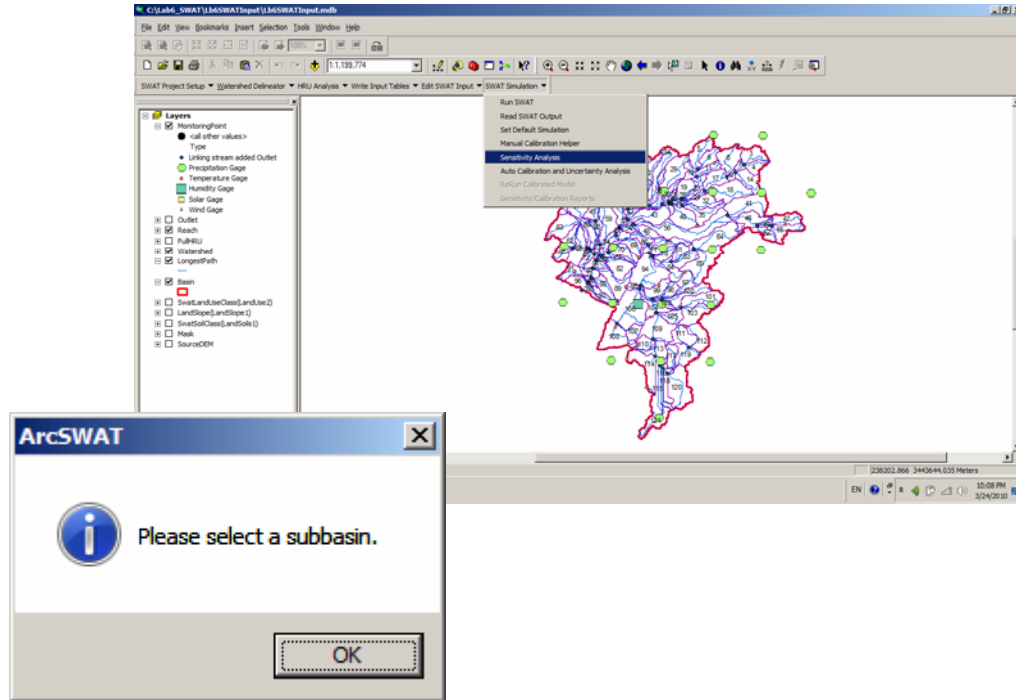 C:\Lab6_SWAT\Lb6SWATInput\Lb6SWATInput.mdb
File Edit View Bookmarks Insert Selection Tools Window Help
100%
1:1,199,774
SWAT Project Setup Watershed Delineator HRU Analysis Write Input Tables Edit SWAT Input SWAT Simulation
Run SWAT
Read SWAT Output
Set Default Simulation
Manual Calibration Helper
Sensitivity Analysis
Auto Calibration and Uncertainty Analysis
ReRun Calibrated Model
Sensitivity/Calibration Reports
Layers
MonitoringPoint
<all other values>
Type
Linking stream added Outlet
Precipitation Gage
Temperature Gage
Humidity Gage
Solar Gage
Wind Gage
Outlet
Reach
FullHRU
Watershed
LongestPath
Basin
SwatLandUseClass(LandUse2)
LandSlope(LandSlope1)
SwatSoilClass(LandSoils1)
Mask
SourceDEM
238202.866 3443644.035 Meters
EN
10:08 PM
3/24/2010
ArcSWAT
Please select a subbasin.
OK